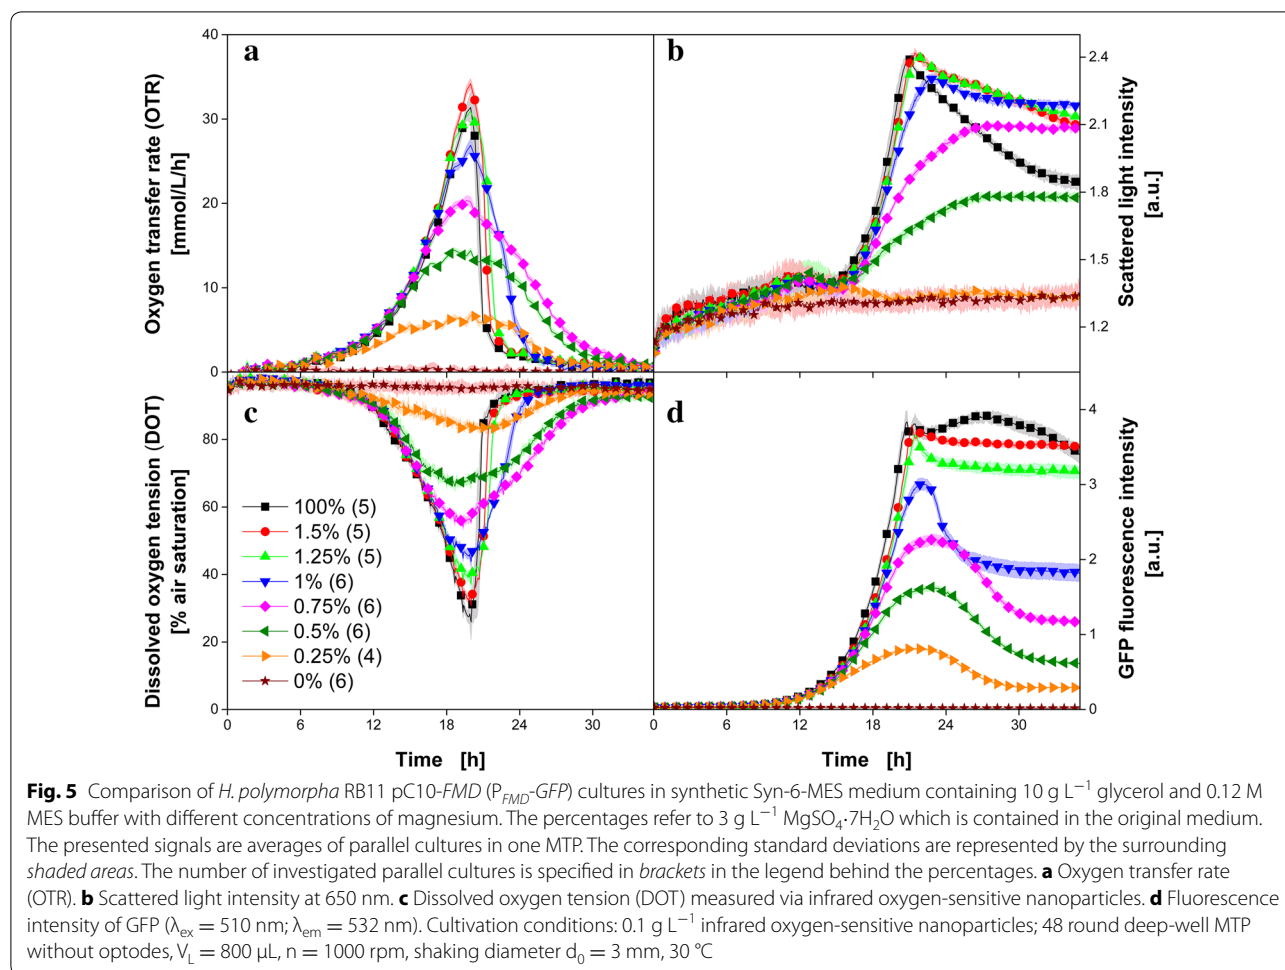 a
b
40
30
20
10
0
Oxygen transfer rate (OTR)
[mmol/L/h]
2.4
2.1
1.8
1.5
1.2
Scattered light intensity
[a.u.]
c
d
80
60
40
20
0
Dissolved oxygen tension (DOT)
[% air saturation]
100% (5)
1.5% (5)
1.25% (5)
1% (6)
0.75% (6)
0.5% (6)
0.25% (4)
0% (6)
4
3
2
1
0
GFP fluorescence intensity
[a.u.]
0 6 12 18 24 30
0 6 12 18 24 30
Time [h]
Time [h]
Fig. 5 Comparison of H. polymorpha RB11 pC10-FMD (P_FMD-GFP) cultures in synthetic Syn-6-MES medium containing 10 g L⁻¹ glycerol and 0.12 M
MES buffer with different concentrations of magnesium. The percentages refer to 3 g L⁻¹ MgSO₄·7H₂O which is contained in the original medium.
The presented signals are averages of parallel cultures in one MTP. The corresponding standard deviations are represented by the surrounding
shaded areas. The number of investigated parallel cultures is specified in brackets in the legend behind the percentages. a Oxygen transfer rate
(OTR). b Scattered light intensity at 650 nm. c Dissolved oxygen tension (DOT) measured via infrared oxygen-sensitive nanoparticles. d Fluorescence
intensity of GFP (λex = 510 nm; λem = 532 nm). Cultivation conditions: 0.1 g L⁻¹ infrared oxygen-sensitive nanoparticles; 48 round deep-well MTP
without optodes, V_L = 800 μL, n = 1000 rpm, shaking diameter d₀ = 3 mm, 30 °C